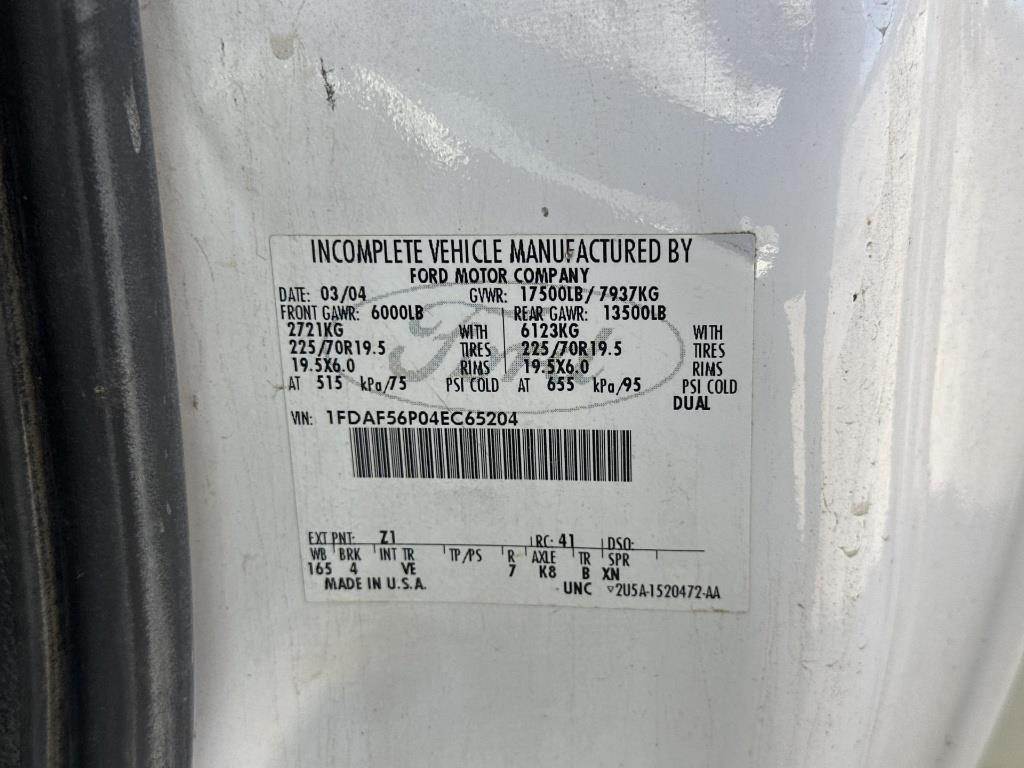 INCOMPLETE VEHICLE MANUFACTURED BY
FORD MOTOR COMPANY
DATE: 03/04 GVWR: 17500LB/ 7937KG
FRONT GAWR: 6000LB REAR GAWR: 13500LB
2721KG WITH 6123KG WITH
225/70R19.5 TIRES 225/70R19.5 TIRES
19.5X6.0 RIMS 19.5X6.0 RIMS
AT 515 kPa/75 PSI COLD AT 655 kPa/95 PSI COLD
DUAL
Ford
VIN: 1FDAF56P04EC65204
EXT PNT: Z1 RC: 41 DSO:
WB BRK INT TR TP/PS R AXLE TR SPR
165 4 VE 7 K8 B XN
MADE IN U.S.A. UNC ▽2U5A-1520472-AA